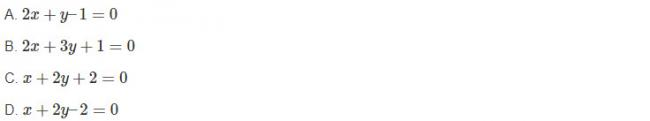 A. 2x + y−1 = 0
B. 2x + 3y + 1 = 0
C. x + 2y + 2 = 0
D. x + 2y−2 = 0